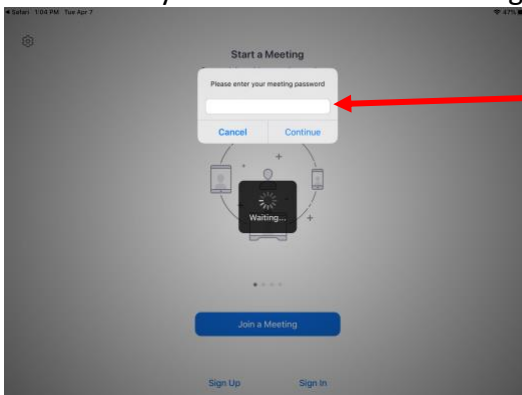 Safari 1:04 PM Tue Apr 7 47%
Start a Meeting
Please enter your meeting password
Cancel Continue
Waiting...
Join a Meeting
Sign Up Sign In